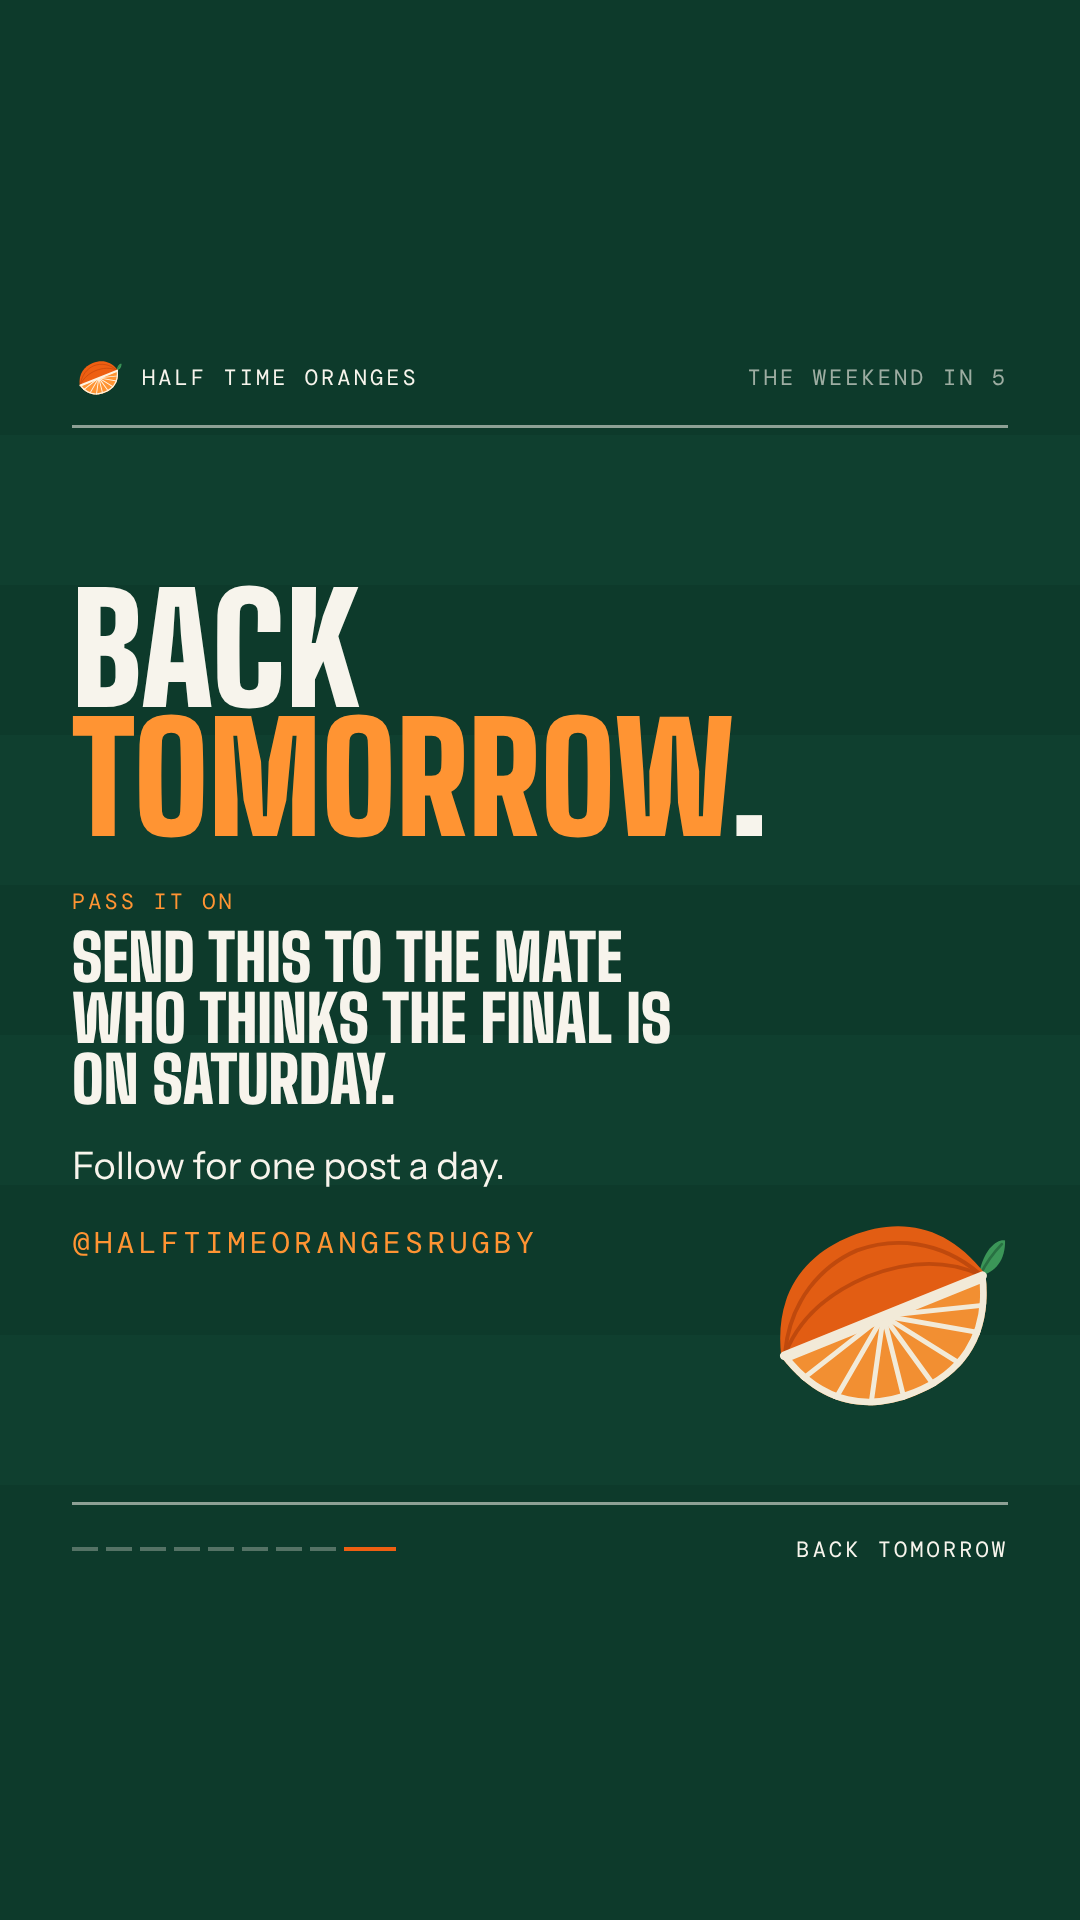 HALF TIME ORANGES
THE WEEKEND IN 5
BACK
TOMORROW.
PASS IT ON
SEND THIS TO THE MATE
WHO THINKS THE FINAL IS
ON SATURDAY.
Follow for one post a day.
@HALFTIMEORANGESRUGBY
BACK TOMORROW